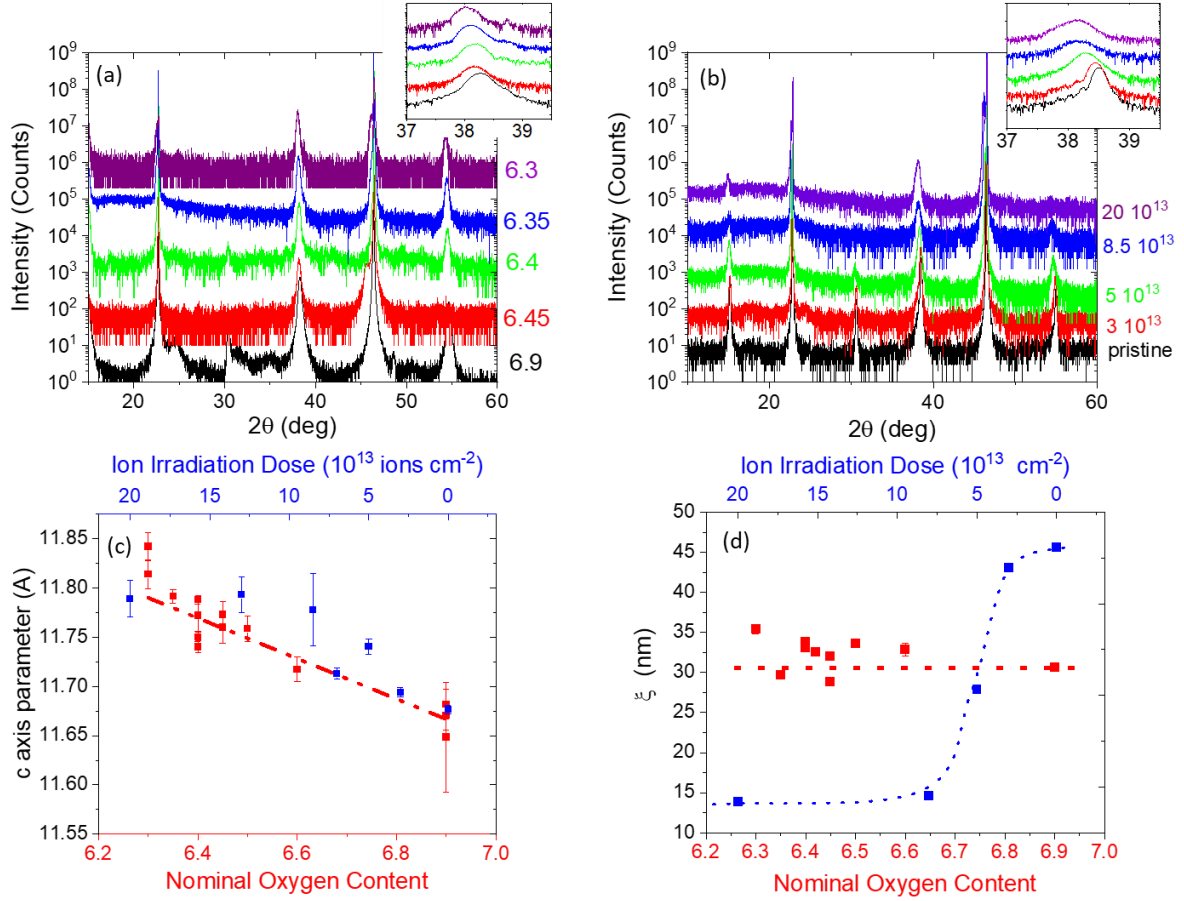 (a)
10⁹
10⁸
10⁷
10⁶
10⁵
10⁴
10³
10²
10¹
10⁰
Intensity (Counts)
20 30 40 50 60
2θ (deg)
37 38 39
6.3
6.35
6.4
6.45
6.9
(b)
10⁹
10⁸
10⁷
10⁶
10⁵
10⁴
10³
10²
10¹
10⁰
Intensity (Counts)
20 40 60
2θ (deg)
37 38 39
20 10¹³
8.5 10¹³
5 10¹³
3 10¹³
pristine
Ion Irradiation Dose (10¹³ ions cm⁻²)
20 15 10 5 0
(c)
11.85
11.80
11.75
11.70
11.65
11.60
11.55
c axis parameter (A)
6.2 6.4 6.6 6.8 7.0
Nominal Oxygen Content
Ion Irradiation Dose (10¹³ cm⁻²)
20 15 10 5 0
(d)
50
45
40
35
30
25
20
15
10
ξ (nm)
6.2 6.3 6.4 6.5 6.6 6.7 6.8 6.9 7.0
Nominal Oxygen Content